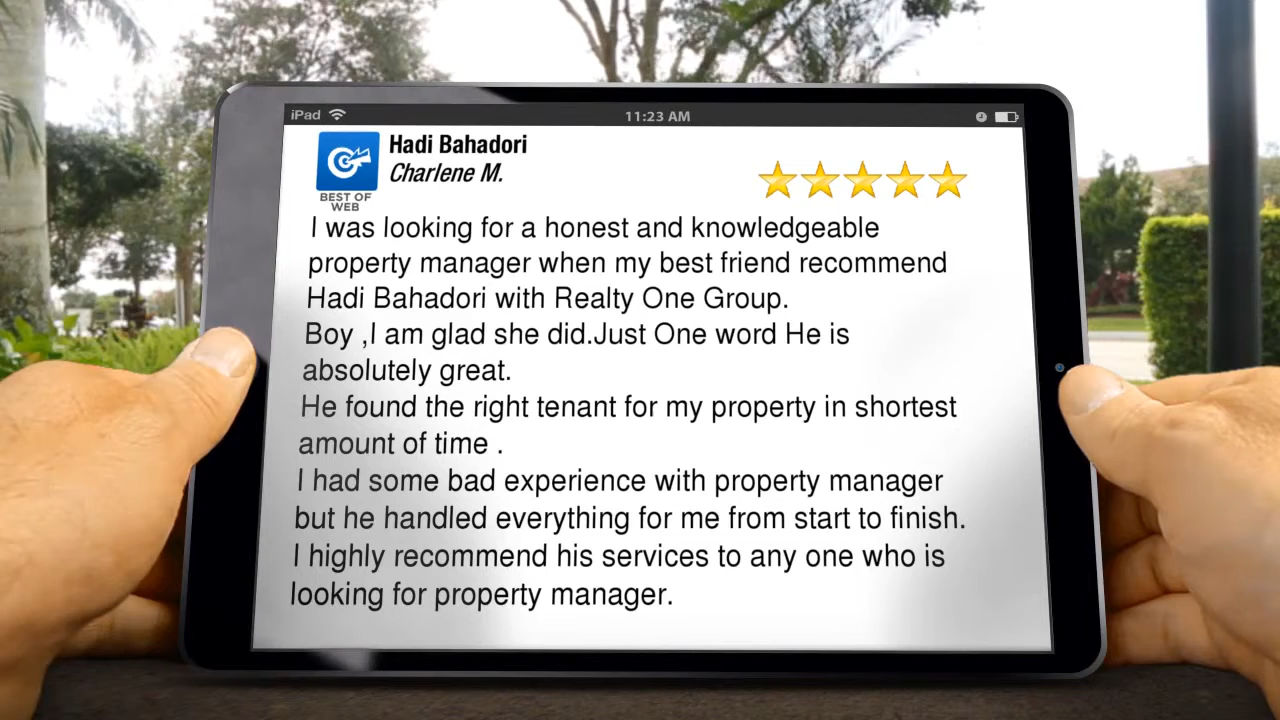 iPad
11:23 AM
Hadi Bahadori
Charlene M.
BEST OF
WEB
I was looking for a honest and knowledgeable
property manager when my best friend recommend
Hadi Bahadori with Realty One Group.
Boy ,I am glad she did.Just One word He is
absolutely great.
He found the right tenant for my property in shortest
amount of time .
I had some bad experience with property manager
but he handled everything for me from start to finish.
I highly recommend his services to any one who is
looking for property manager.